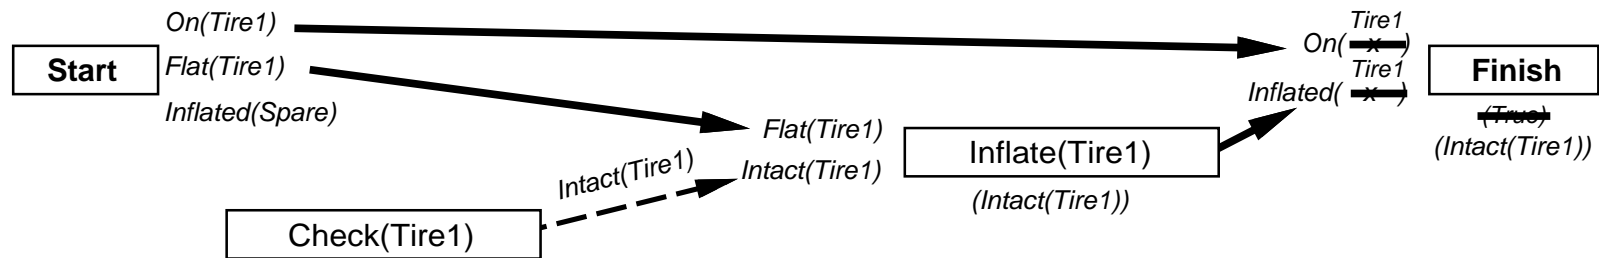 Start
On(Tire1)
Flat(Tire1)
Inflated(Spare)
Check(Tire1)
Intact(Tire1)
Flat(Tire1)
Intact(Tire1)
Inflate(Tire1)
(Intact(Tire1))
Tire1
On( x )
Tire1
Inflated( x )
Finish
(True)
(Intact(Tire1))